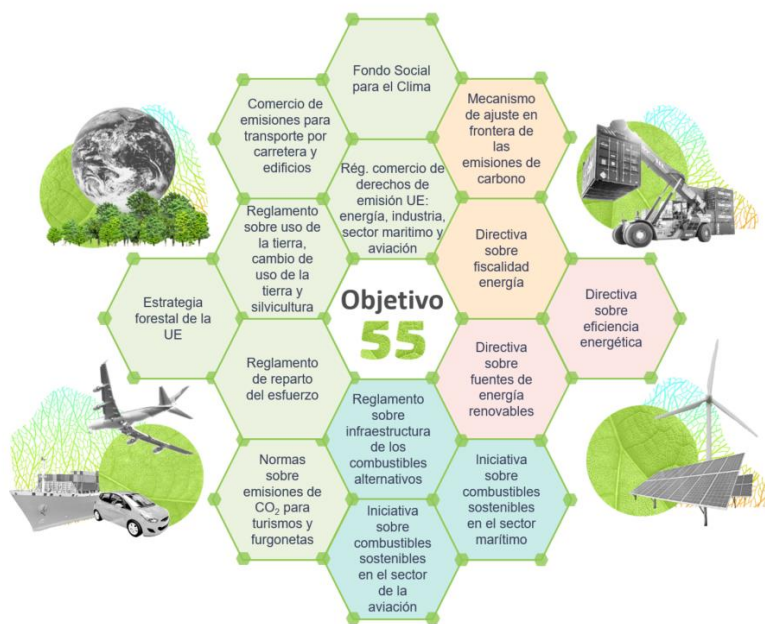 Fondo Social
para el Clima
Comercio de
emisiones para
transporte por
carretera y
edificios
Mecanismo
de ajuste en
frontera de
las
emisiones de
carbono
Rég. comercio de
derechos de
emisión UE:
energía, industria,
sector maritimo y
aviación
Reglamento
sobre uso de
la tierra,
cambio de
uso de la
tierra y
silvicultura
Directiva
sobre
fiscalidad
energía
Estrategia
forestal de la
UE
Objetivo
55
Directiva
sobre
eficiencia
energética
Reglamento
de reparto
del esfuerzo
Directiva
sobre
fuentes de
energía
renovables
Reglamento
sobre
infraestructura
de los
combustibles
alternativos
Normas
sobre
emisiones de
CO₂ para
turismos y
furgonetas
Iniciativa
sobre
combustibles
sostenibles
en el sector
marítimo
Iniciativa
sobre
combustibles
sostenibles
en el sector
de la
aviación